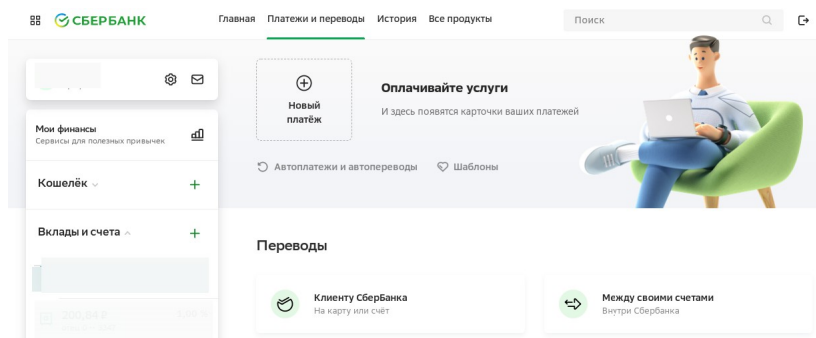 СБЕРБАНК
Главная Платежи и переводы История Все продукты
Поиск
Новый
платёж
Оплачивайте услуги
И здесь появятся карточки ваших платежей
Автоплатежи и автопереводы
Шаблоны
Мои финансы
Сервисы для полезных привычек
Кошелёк
Вклады и счета
Переводы
Клиенту СберБанка
На карту или счёт
Между своими счетами
Внутри Сбербанка